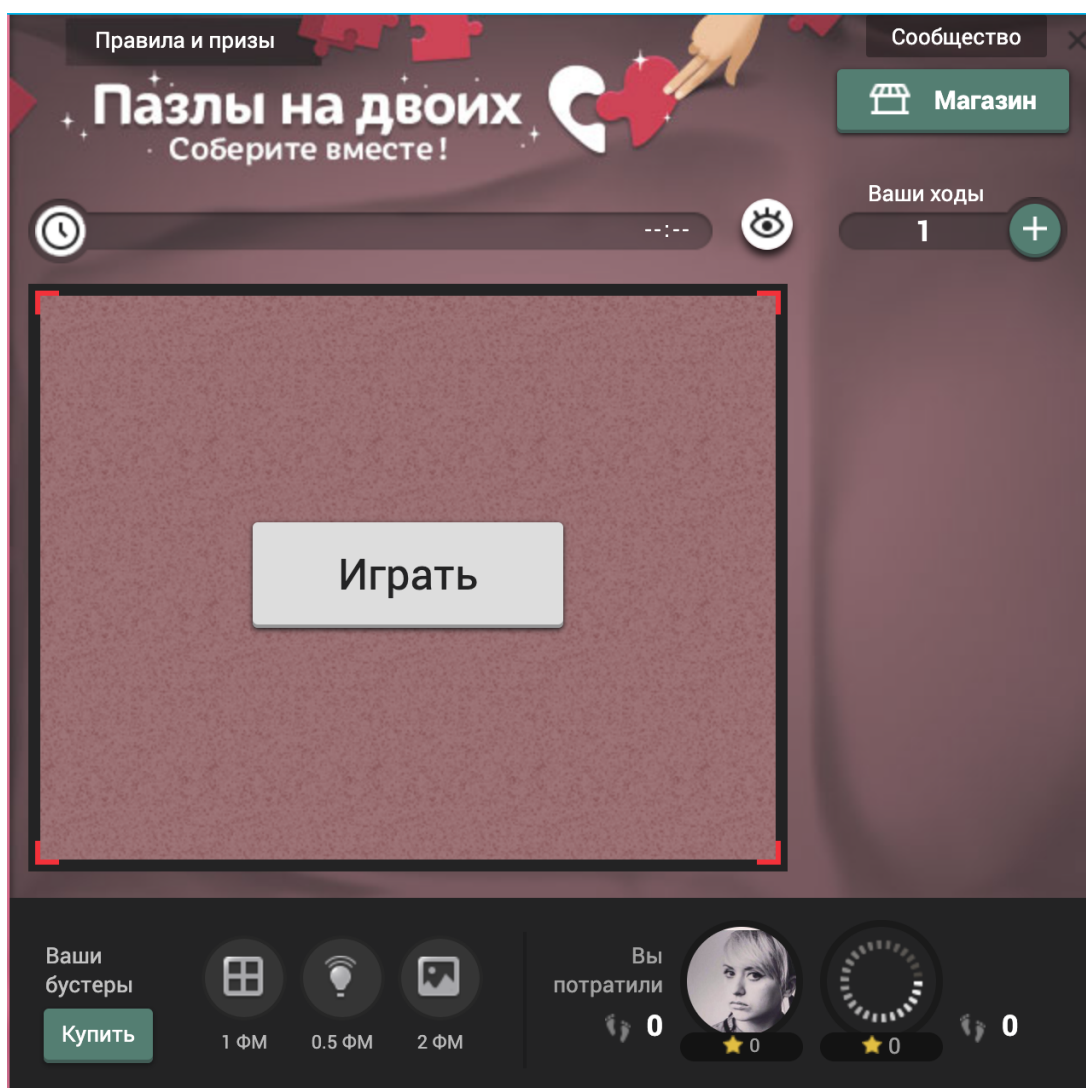 Правила и призы
Сообщество
Пазлы на двоих
Соберите вместе!
Магазин
Ваши ходы
--:--
1
+
Играть
Ваши
бустеры
Купить
1 ФМ
0.5 ФМ
2 ФМ
Вы
потратили
0
0
0
0